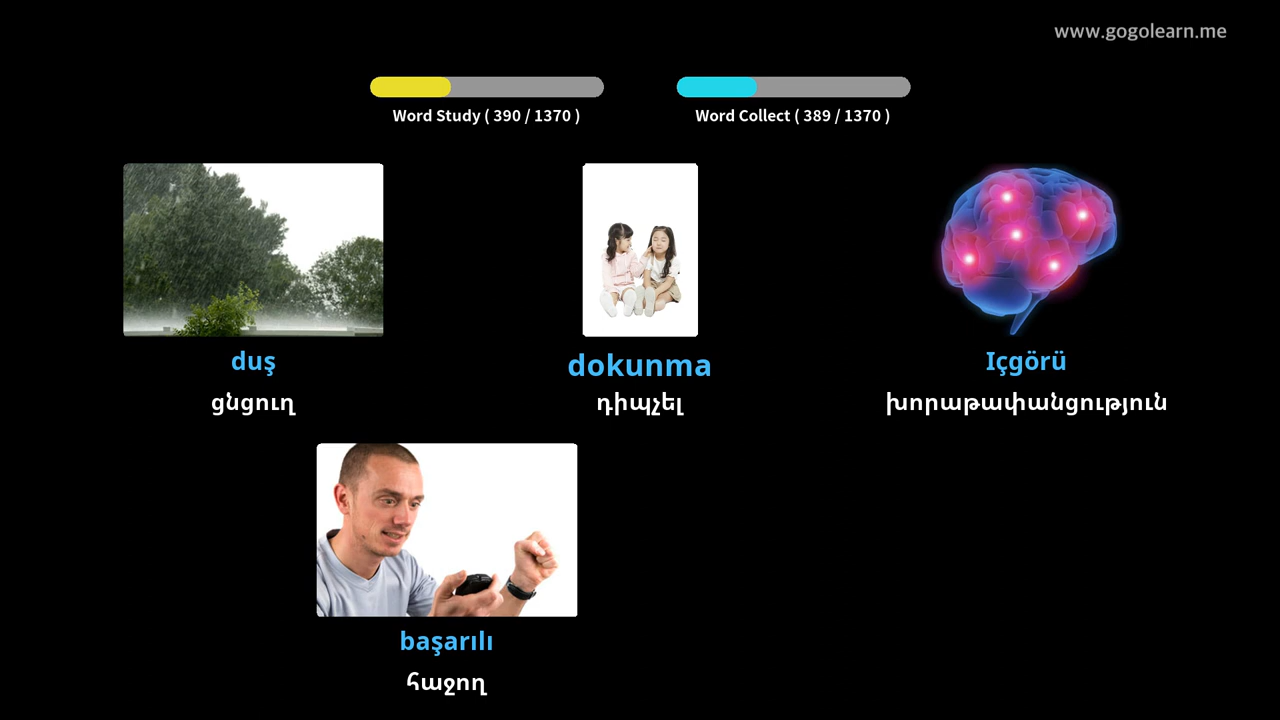 www.gogolearn.me
Word Study ( 390 / 1370 )
Word Collect ( 389 / 1370 )
duş
ցնցուղ
dokunma
դիպչել
Içgörü
խորաթափանցություն
başarılı
հաջող